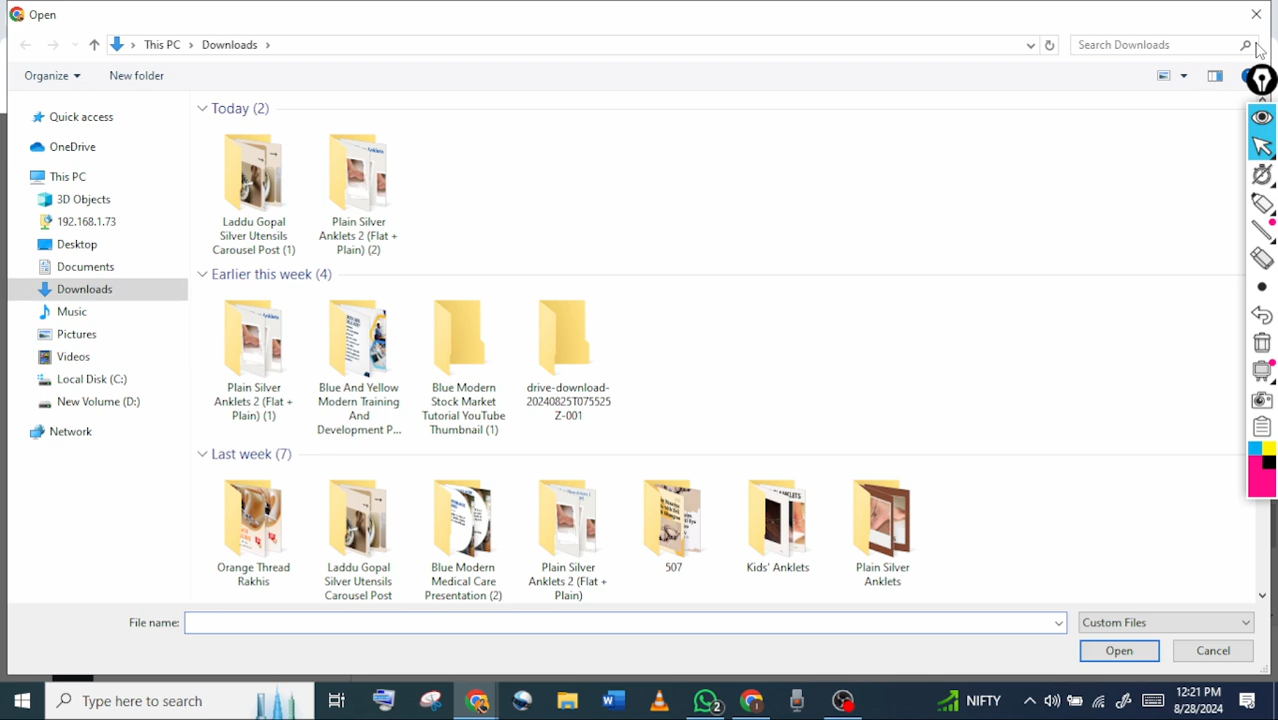 Open
This PC > Downloads >
Search Downloads
Organize
New folder
Quick access
OneDrive
This PC
3D Objects
192.168.1.73
Desktop
Documents
Downloads
Music
Pictures
Videos
Local Disk (C:)
New Volume (D:)
Network
Today (2)
Laddu Gopal
Silver Utensils
Carousel Post (1)
Plain Silver
Anklets 2 (Flat +
Plain) (2)
Earlier this week (4)
Plain Silver
Anklets 2 (Flat +
Plain) (1)
Blue And Yellow
Modern Training
And
Development P...
Blue Modern
Stock Market
Tutorial YouTube
Thumbnail (1)
drive-download-
20240825T075525
Z-001
Last week (7)
Orange Thread
Rakhis
Laddu Gopal
Silver Utensils
Carousel Post
Blue Modern
Medical Care
Presentation (2)
Plain Silver
Anklets 2 (Flat +
Plain)
507
Kids' Anklets
Plain Silver
Anklets
File name:
Custom Files
Open
Cancel
Type here to search
2
NIFTY
12:21 PM
8/28/2024